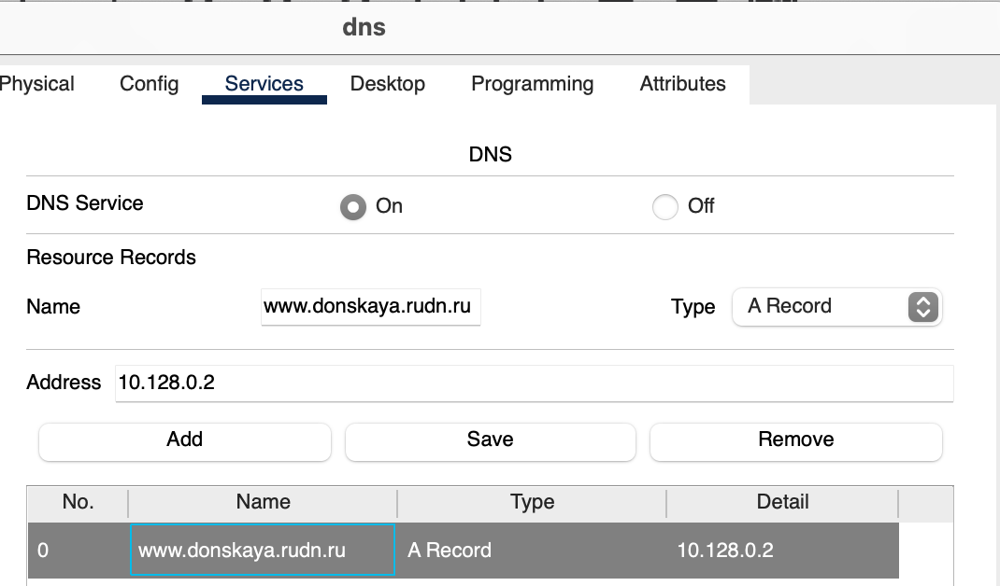 dns
Physical Config Services Desktop Programming Attributes
DNS
DNS Service On Off
Resource Records
Name www.donskaya.rudn.ru Type A Record
Address 10.128.0.2
Add Save Remove
No. Name Type Detail
0 www.donskaya.rudn.ru A Record 10.128.0.2